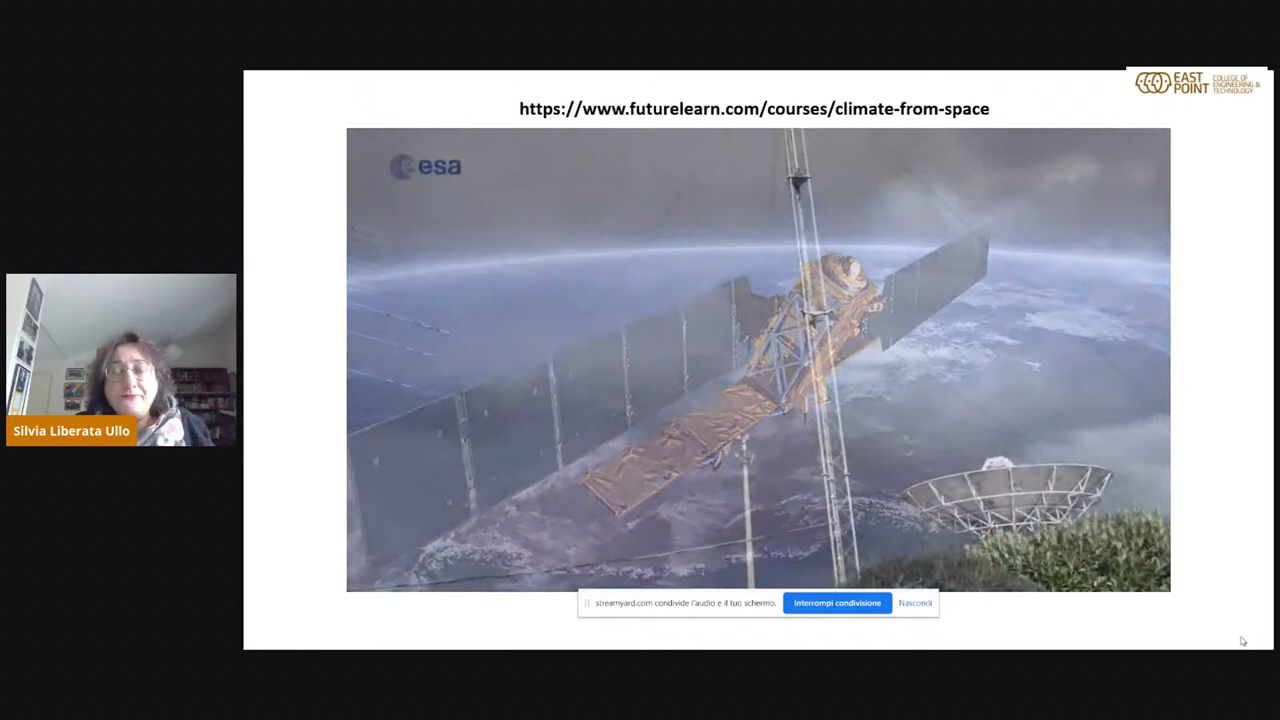 EAST
POINT
COLLEGE OF
ENGINEERING &
TECHNOLOGY
https://www.futurelearn.com/courses/climate-from-space
esa
Silvia Liberata Ullo
streamyard.com condivide l'audio e il tuo schermo.
Interrompi condivisione
Nascondi